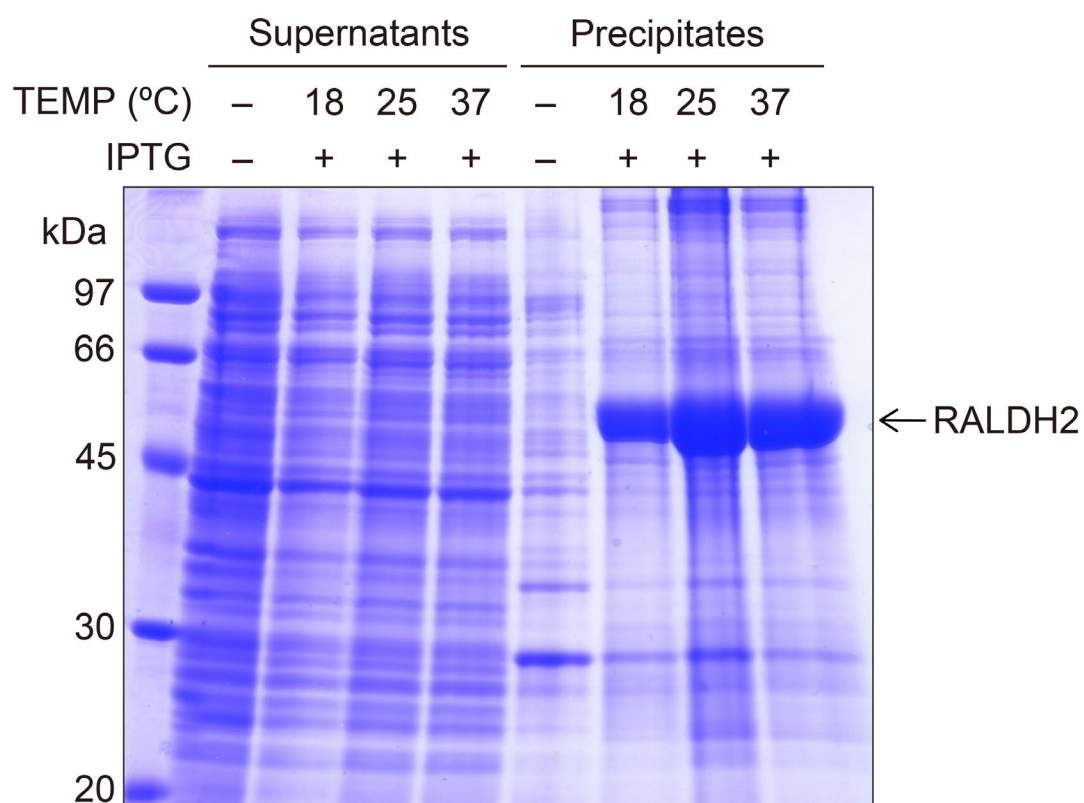 Supernatants Precipitates
TEMP (ºC) – 18 25 37 – 18 25 37
IPTG – + + + – + + +
kDa
97
66
←RALDH2
45
30
20